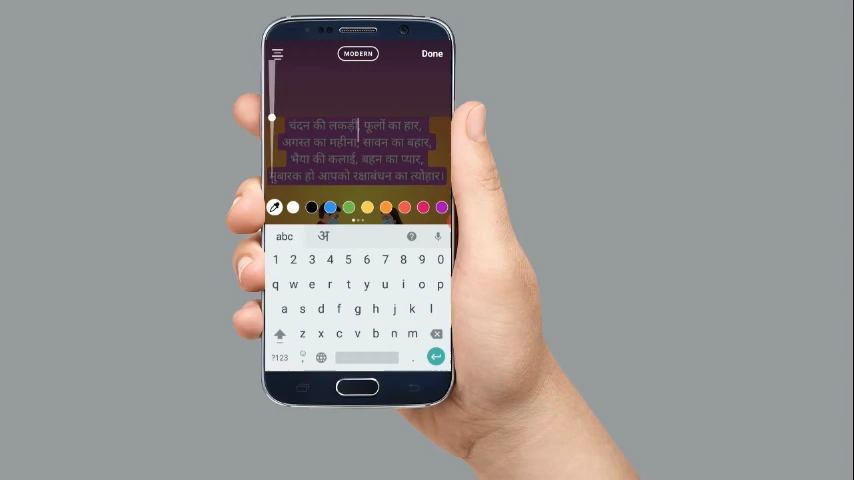 MODERN Done
चंदन की लकड़ी, फूलों का हार,
अगस्त का महीना, सावन का बहार,
भैया की कलाई, बहन का प्यार,
मुबारक हो आपको रक्षाबंधन का त्योहार।
abc अ
1 2 3 4 5 6 7 8 9 0
q w e r t y u i o p
a s d f g h j k l
z x c v b n m
?123 , .